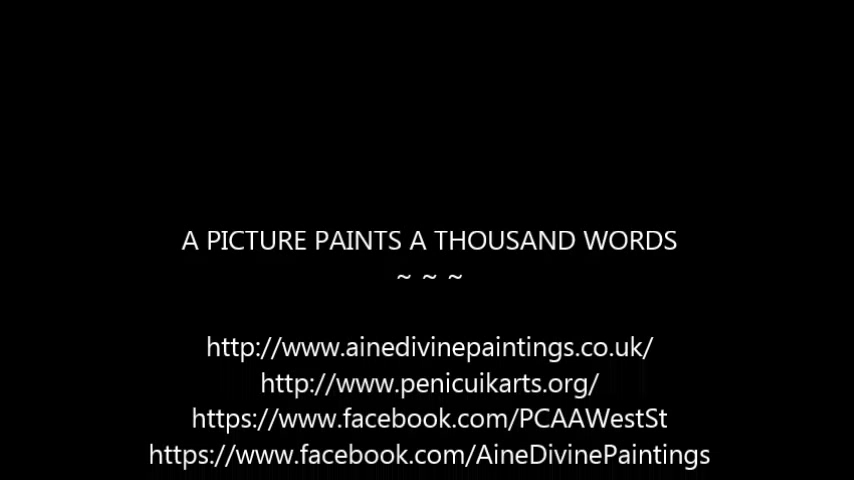 A PICTURE PAINTS A THOUSAND WORDS
~ ~ ~
http://www.ainedivinepaintings.co.uk/
http://www.penicuikarts.org/
https://www.facebook.com/PCAAWestSt
https://www.facebook.com/AineDivinePaintings